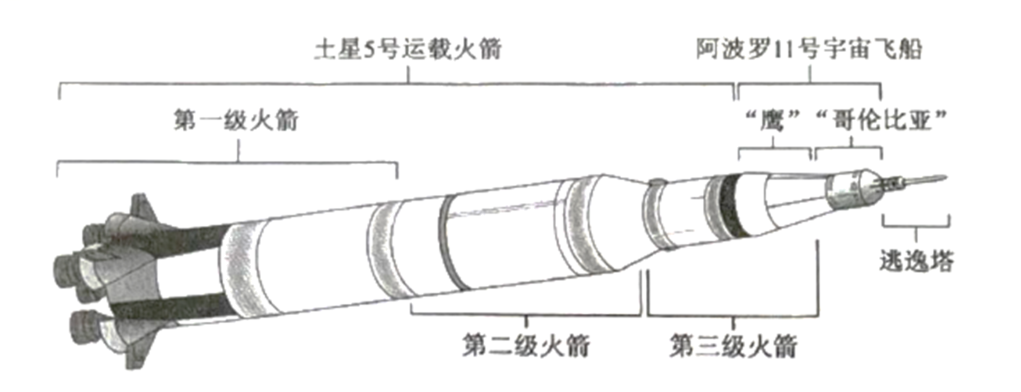 土星5号运载火箭
阿波罗11号宇宙飞船
第一级火箭
“鹰”
“哥伦比亚”
逃逸塔
第二级火箭
第三级火箭